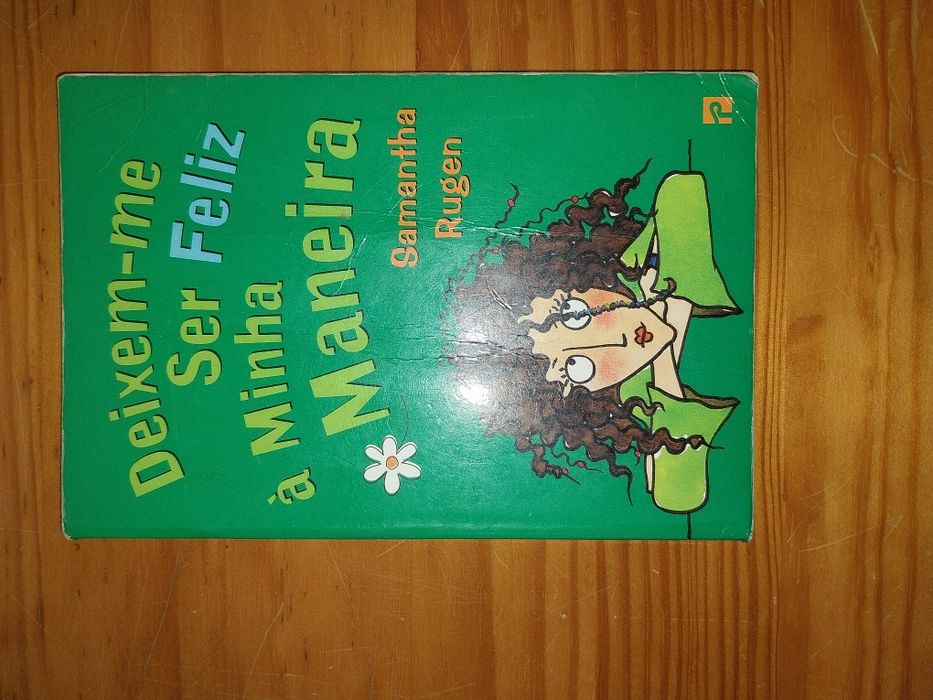 Deixem-me
Ser Feliz
à Minha
Maneira
Samantha
Rugen
P